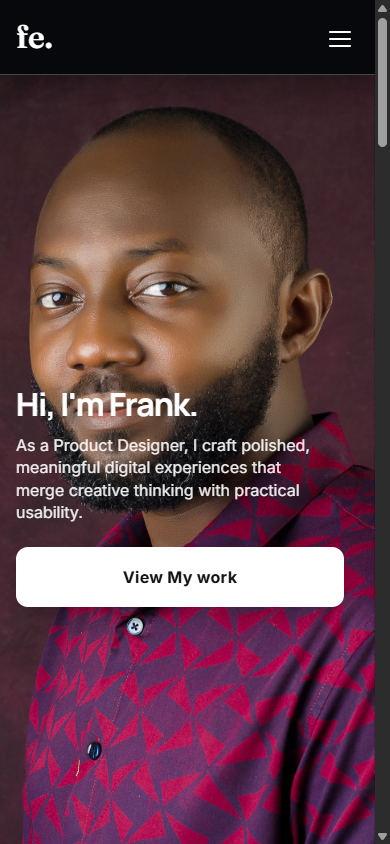 fe.
Hi, I'm Frank.
As a Product Designer, I craft polished,
meaningful digital experiences that
merge creative thinking with practical
usability.
View My work